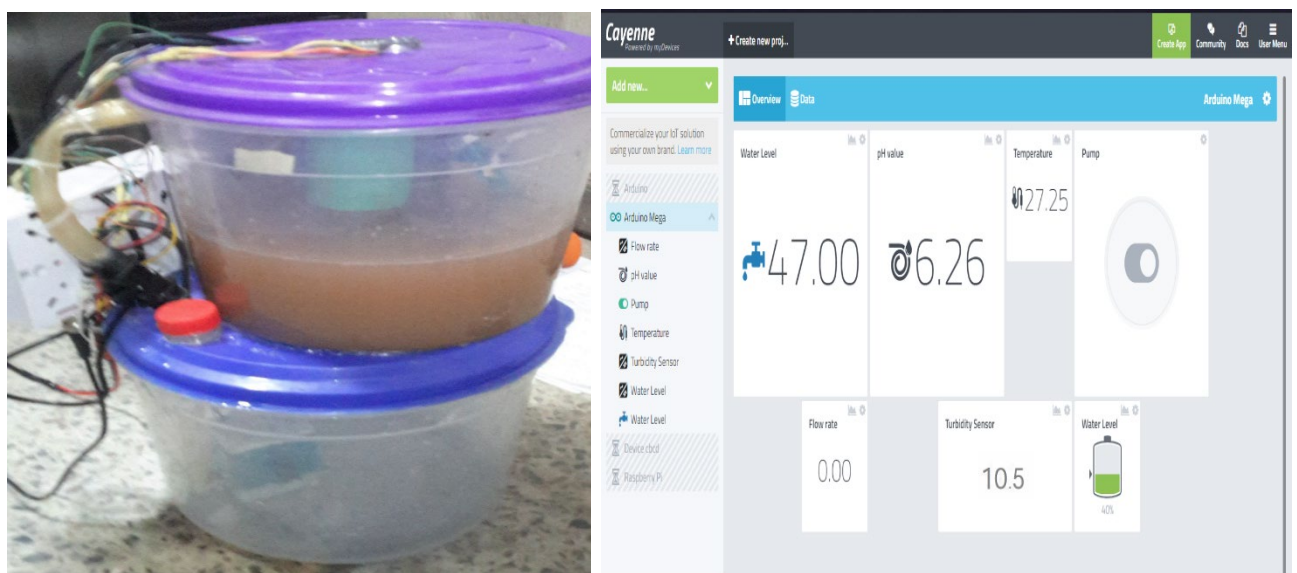 Cayenne
Powered by myDevices
+ Create new proj...
Create App
Community
Docs
User Menu
Add new...
Commercialize your IoT solution
using your own brand. Learn more
Arduino
Arduino Mega
Flow rate
pH value
Pump
Temperature
Turbidity Sensor
Water Level
Water Level
Device cbcd
Raspberry Pi
Overview
Data
Arduino Mega
Water Level
47.00
pH value
6.26
Temperature
27.25
Pump
Flow rate
0.00
Turbidity Sensor
10.5
Water Level
40%